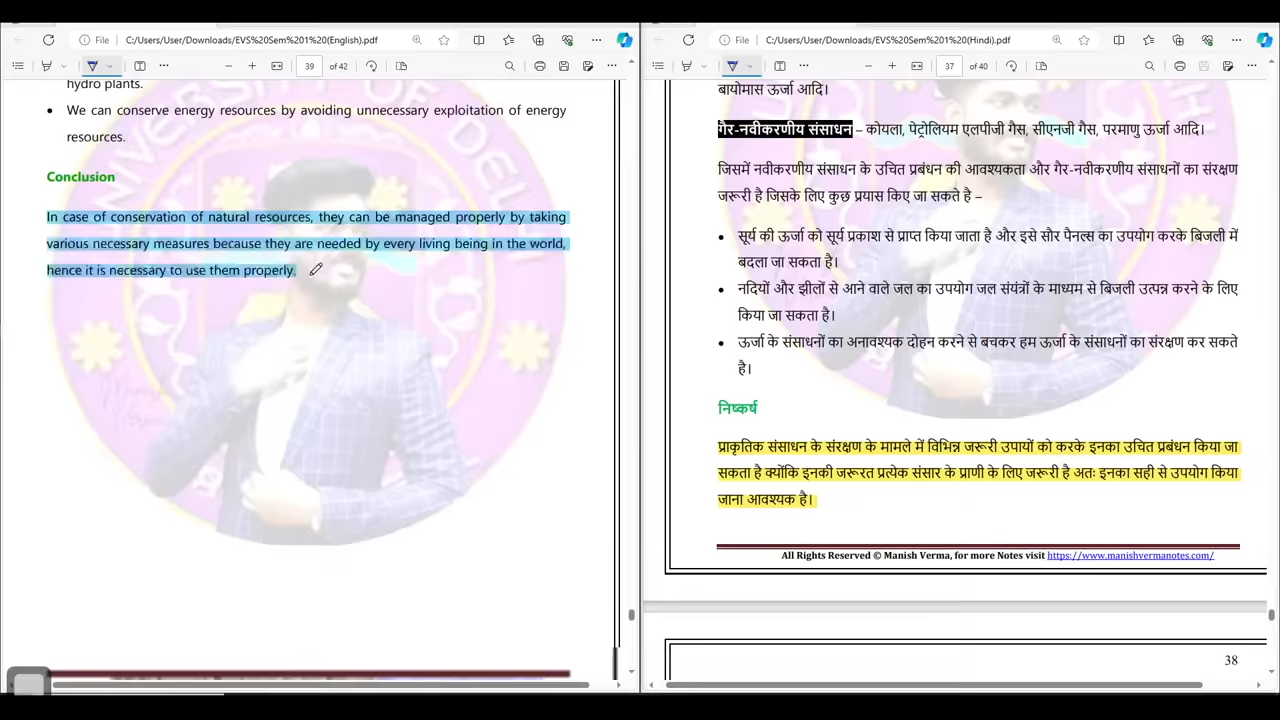 File
C:/Users/User/Downloads/EVS%20Sem%201%20(English).pdf
39 of 42
hydro plants.
• We can conserve energy resources by avoiding unnecessary exploitation of energy
resources.
Conclusion
In case of conservation of natural resources, they can be managed properly by taking
various necessary measures because they are needed by every living being in the world,
hence it is necessary to use them properly.
File
C:/Users/User/Downloads/EVS%20Sem%201%20(Hindi).pdf
37 of 40
बायोमास ऊर्जा आदि।
गैर-नवीकरणीय संसाधन – कोयला, पेट्रोलियम एलपीजी गैस, सीएनजी गैस, परमाणु ऊर्जा आदि।
जिसमें नवीकरणीय संसाधन के उचित प्रबंधन की आवश्यकता और गैर-नवीकरणीय संसाधनों का संरक्षण
जरूरी है जिसके लिए कुछ प्रयास किए जा सकते है –
• सूर्य की ऊर्जा को सूर्य प्रकाश से प्राप्त किया जाता है और इसे सौर पैनल्स का उपयोग करके बिजली में
बदला जा सकता है।
• नदियों और झीलों से आने वाले जल का उपयोग जल संयंत्रों के माध्यम से बिजली उत्पन्न करने के लिए
किया जा सकता है।
• ऊर्जा के संसाधनों का अनावश्यक दोहन करने से बचकर हम ऊर्जा के संसाधनों का संरक्षण कर सकते
है।
निष्कर्ष
प्राकृतिक संसाधन के संरक्षण के मामले में विभिन्न जरूरी उपायों को करके इनका उचित प्रबंधन किया जा
सकता है क्योंकि इनकी जरूरत प्रत्येक संसार के प्राणी के लिए जरूरी है अतः इनका सही से उपयोग किया
जाना आवश्यक है।
All Rights Reserved © Manish Verma, for more Notes visit https://www.manishvermanotes.com/
38